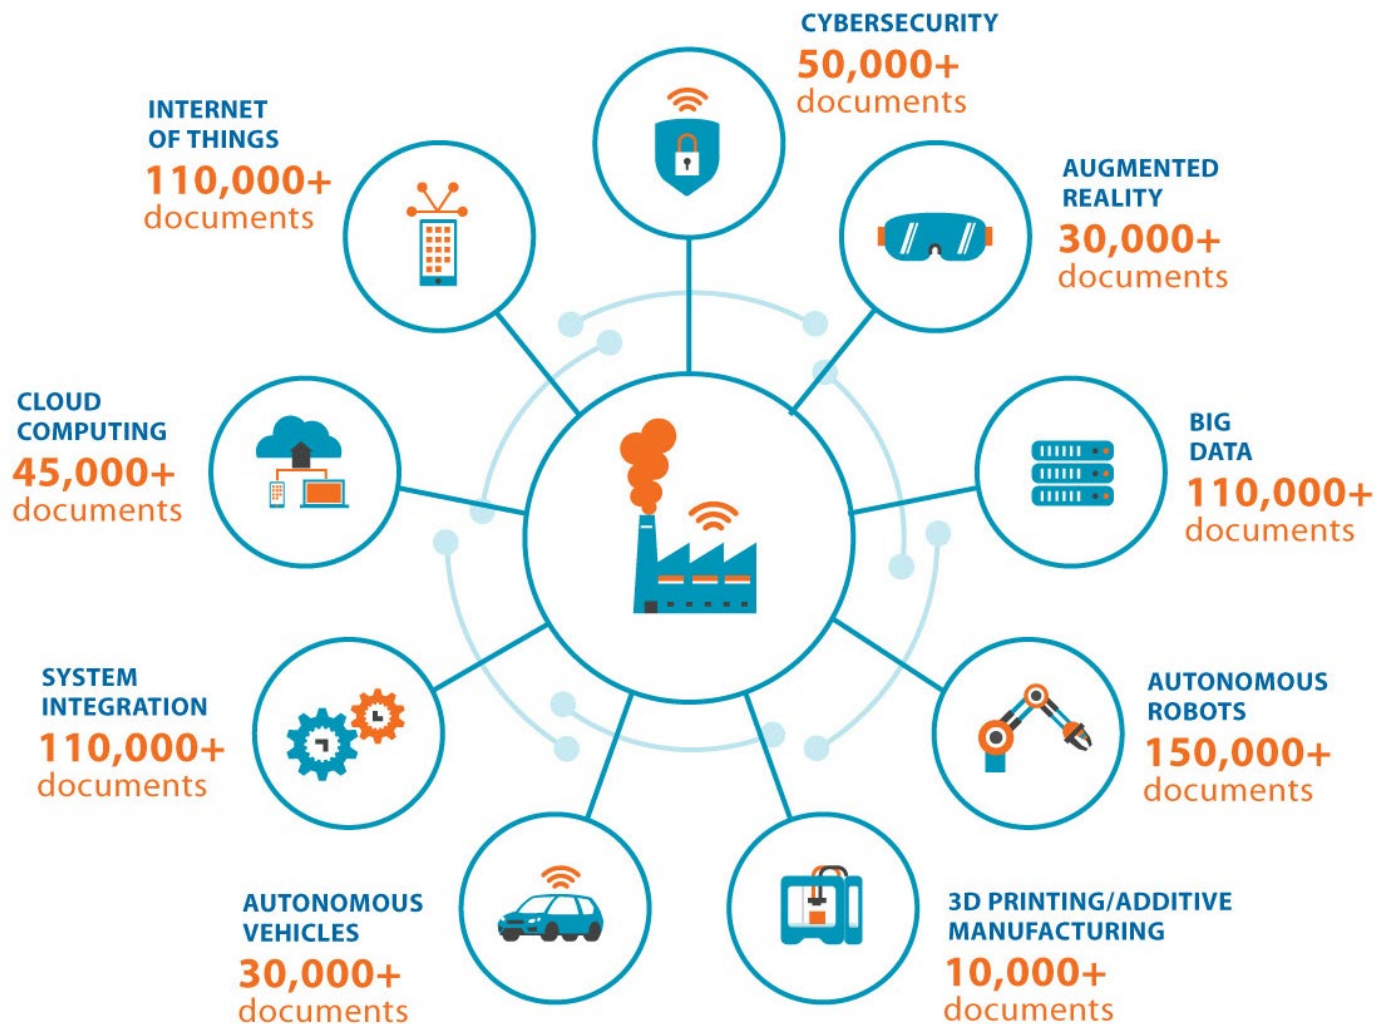 CYBERSECURITY
50,000+
documents
INTERNET
OF THINGS
110,000+
documents
AUGMENTED
REALITY
30,000+
documents
CLOUD
COMPUTING
45,000+
documents
BIG
DATA
110,000+
documents
SYSTEM
INTEGRATION
110,000+
documents
AUTONOMOUS
ROBOTS
150,000+
documents
AUTONOMOUS
VEHICLES
30,000+
documents
3D PRINTING/ADDITIVE
MANUFACTURING
10,000+
documents